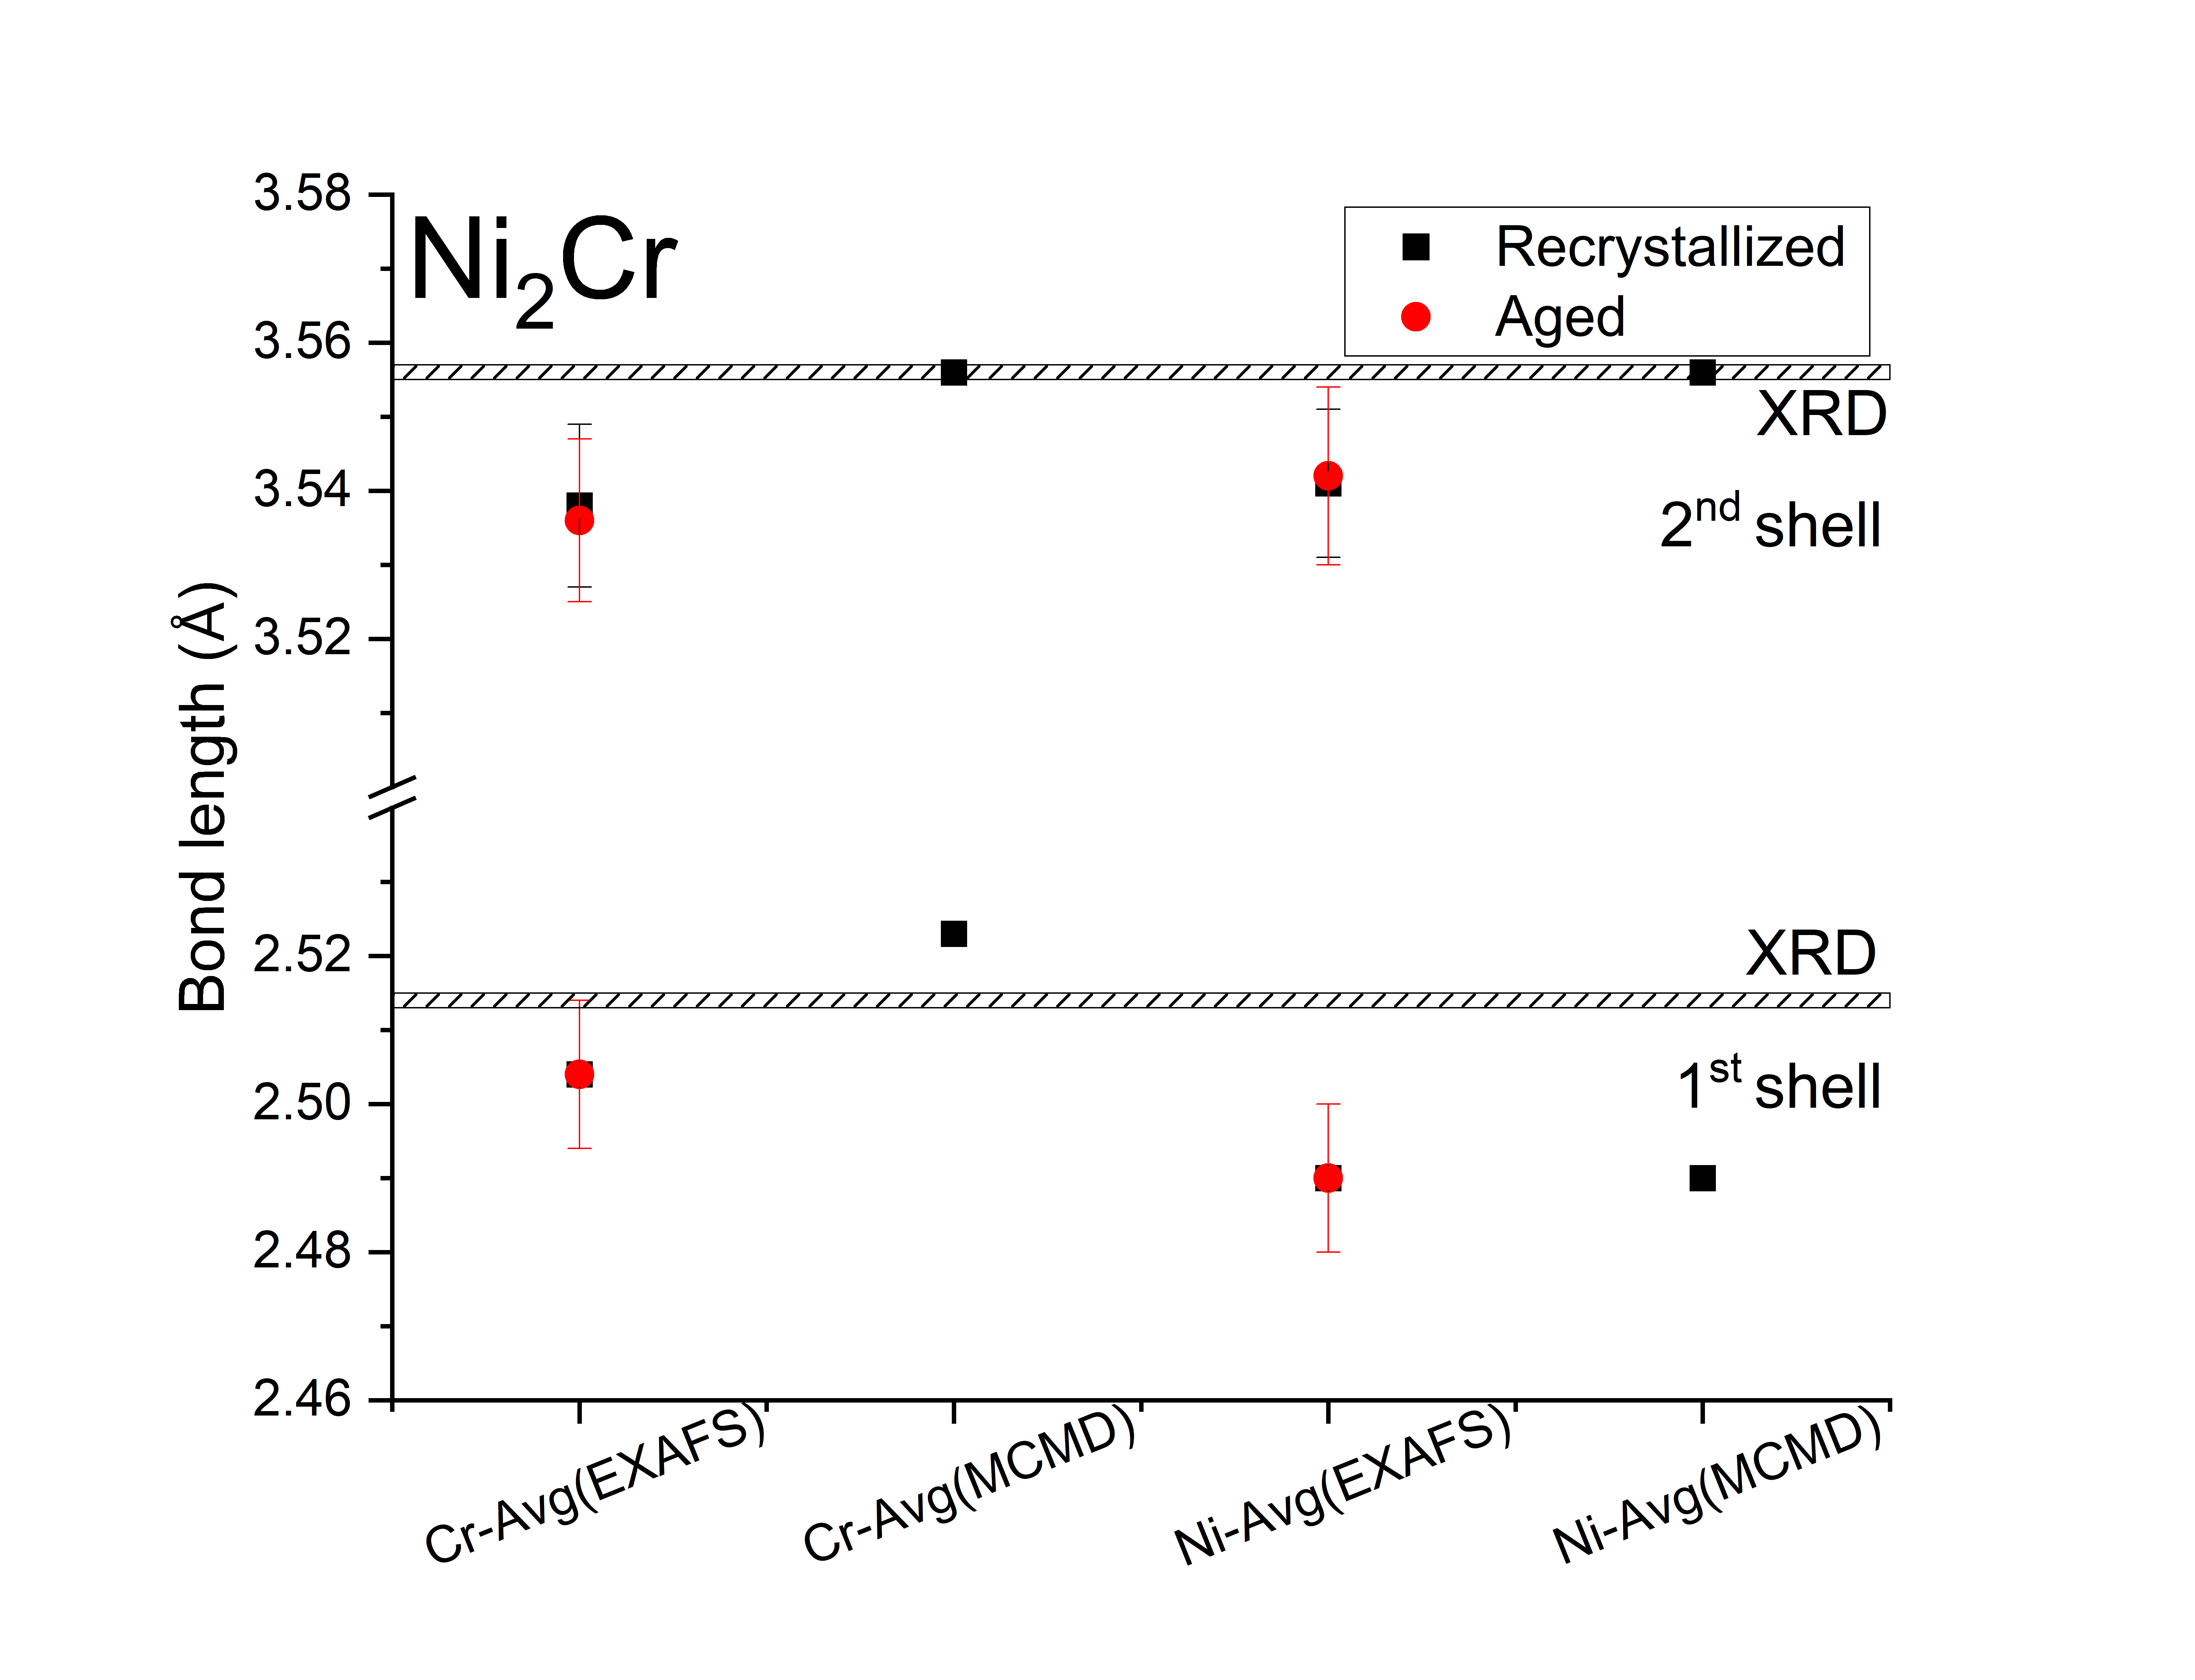 Ni₂Cr
Recrystallized
Aged
3.58
3.56
3.54
3.52
2.52
2.50
2.48
2.46
Bond length (Å)
XRD
2ⁿᵈ shell
XRD
1ˢᵗ shell
Cr-Avg(EXAFS)
Cr-Avg(MCMD)
Ni-Avg(EXAFS)
Ni-Avg(MCMD)